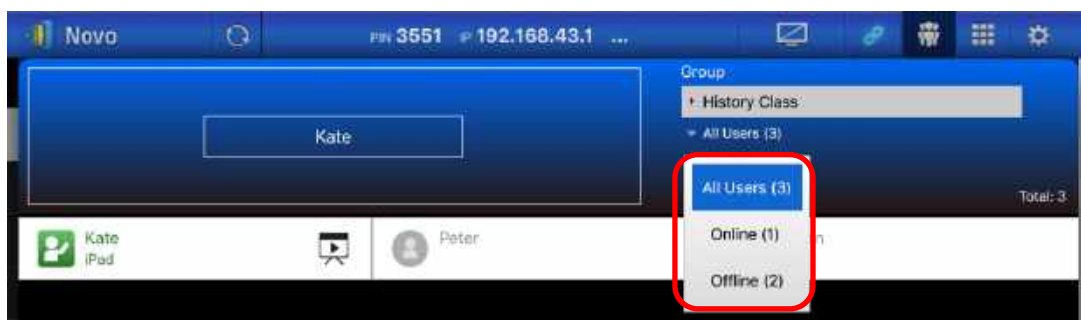 Novo
PIN 3551 IP 192.168.43.1 ...
Group
History Class
Kate
All Users (3)
All Users (3)
Total: 3
Kate
iPad
Peter
Online (1)
Offline (2)